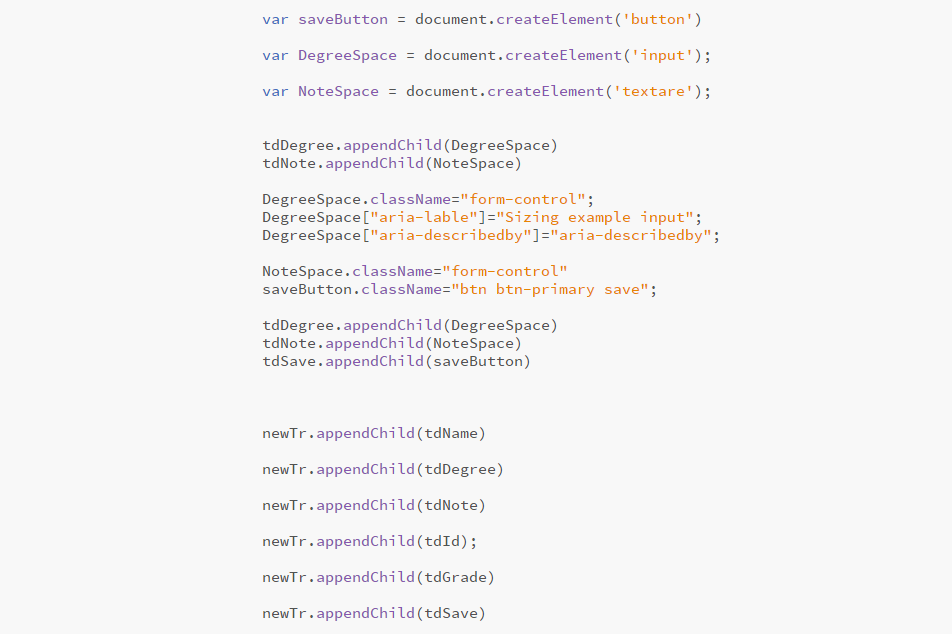 var saveButton = document.createElement('button')
var DegreeSpace = document.createElement('input');
var NoteSpace = document.createElement('textare');
tdDegree.appendChild(DegreeSpace)
tdNote.appendChild(NoteSpace)
DegreeSpace.className="form-control";
DegreeSpace["aria-lable"]="Sizing example input";
DegreeSpace["aria-describedby"]="aria-describedby";
NoteSpace.className="form-control"
saveButton.className="btn btn-primary save";
tdDegree.appendChild(DegreeSpace)
tdNote.appendChild(NoteSpace)
tdSave.appendChild(saveButton)
newTr.appendChild(tdName)
newTr.appendChild(tdDegree)
newTr.appendChild(tdNote)
newTr.appendChild(tdId);
newTr.appendChild(tdGrade)
newTr.appendChild(tdSave)